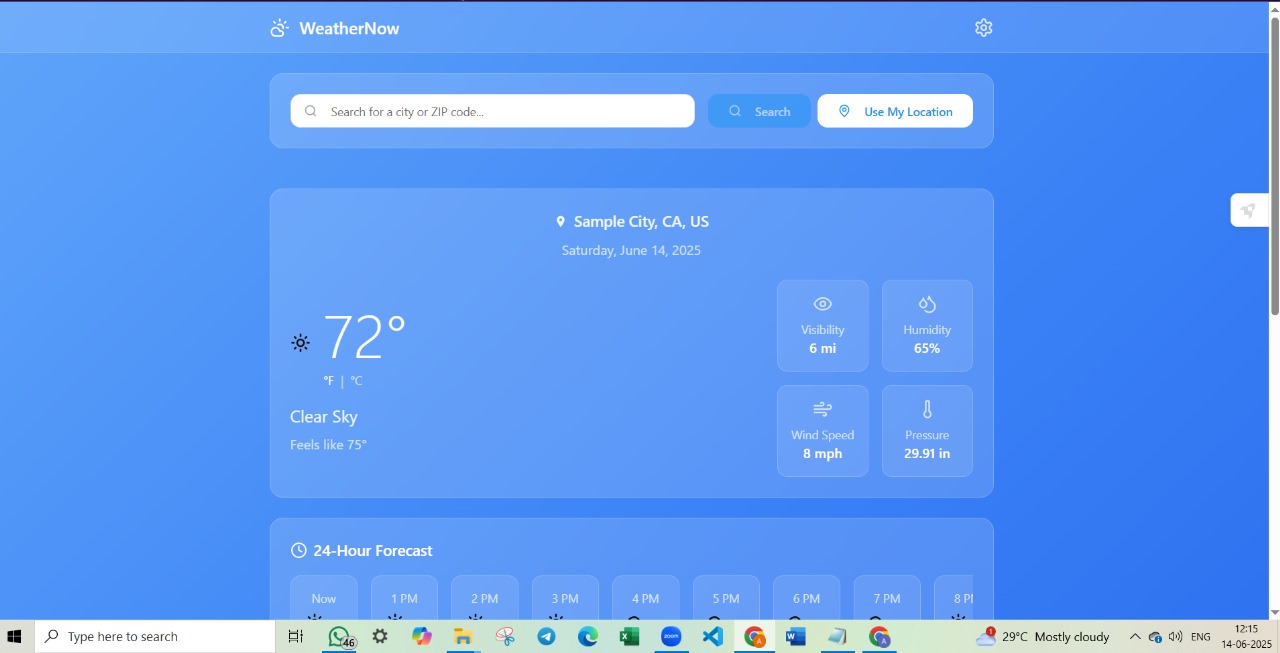 WeatherNow
Search for a city or ZIP code...
Search
Use My Location
Sample City, CA, US
Saturday, June 14, 2025
72°
°F | °C
Clear Sky
Feels like 75°
Visibility
6 mi
Humidity
65%
Wind Speed
8 mph
Pressure
29.91 in
24-Hour Forecast
Now
1 PM
2 PM
3 PM
4 PM
5 PM
6 PM
7 PM
8 PM
Type here to search
46
zoom
1
29°C Mostly cloudy
ENG
12:15
14-06-2025